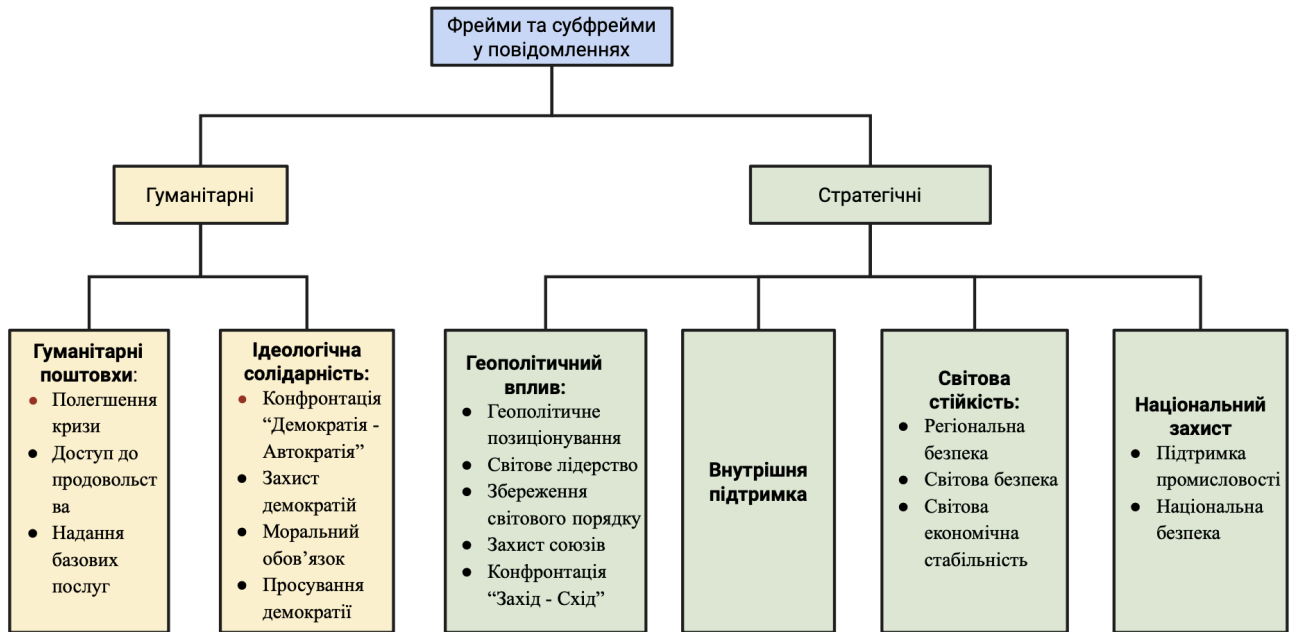 Фрейми та субфрейми
у повідомленнях
Гуманітарні
Стратегічні
Гуманітарні
поштовхи:
● Полегшення
кризи
● Доступ до
продовольст
ва
● Надання
базових
послуг
Ідеологічна
солідарність:
● Конфронтація
“Демократія -
Автократія”
● Захист
демократій
● Моральний
обов’язок
● Просування
демократії
Геополітичний
вплив:
● Геополітичне
позиціонування
● Світове лідерство
● Збереження
світового порядку
● Захист союзів
● Конфронтація
“Захід - Схід”
Внутрішня
підтримка
Світова
стійкість:
● Регіональна
безпека
● Світова безпека
● Світова
економічна
стабільність
Національний
захист
● Підтримка
промисловості
● Національна
безпека